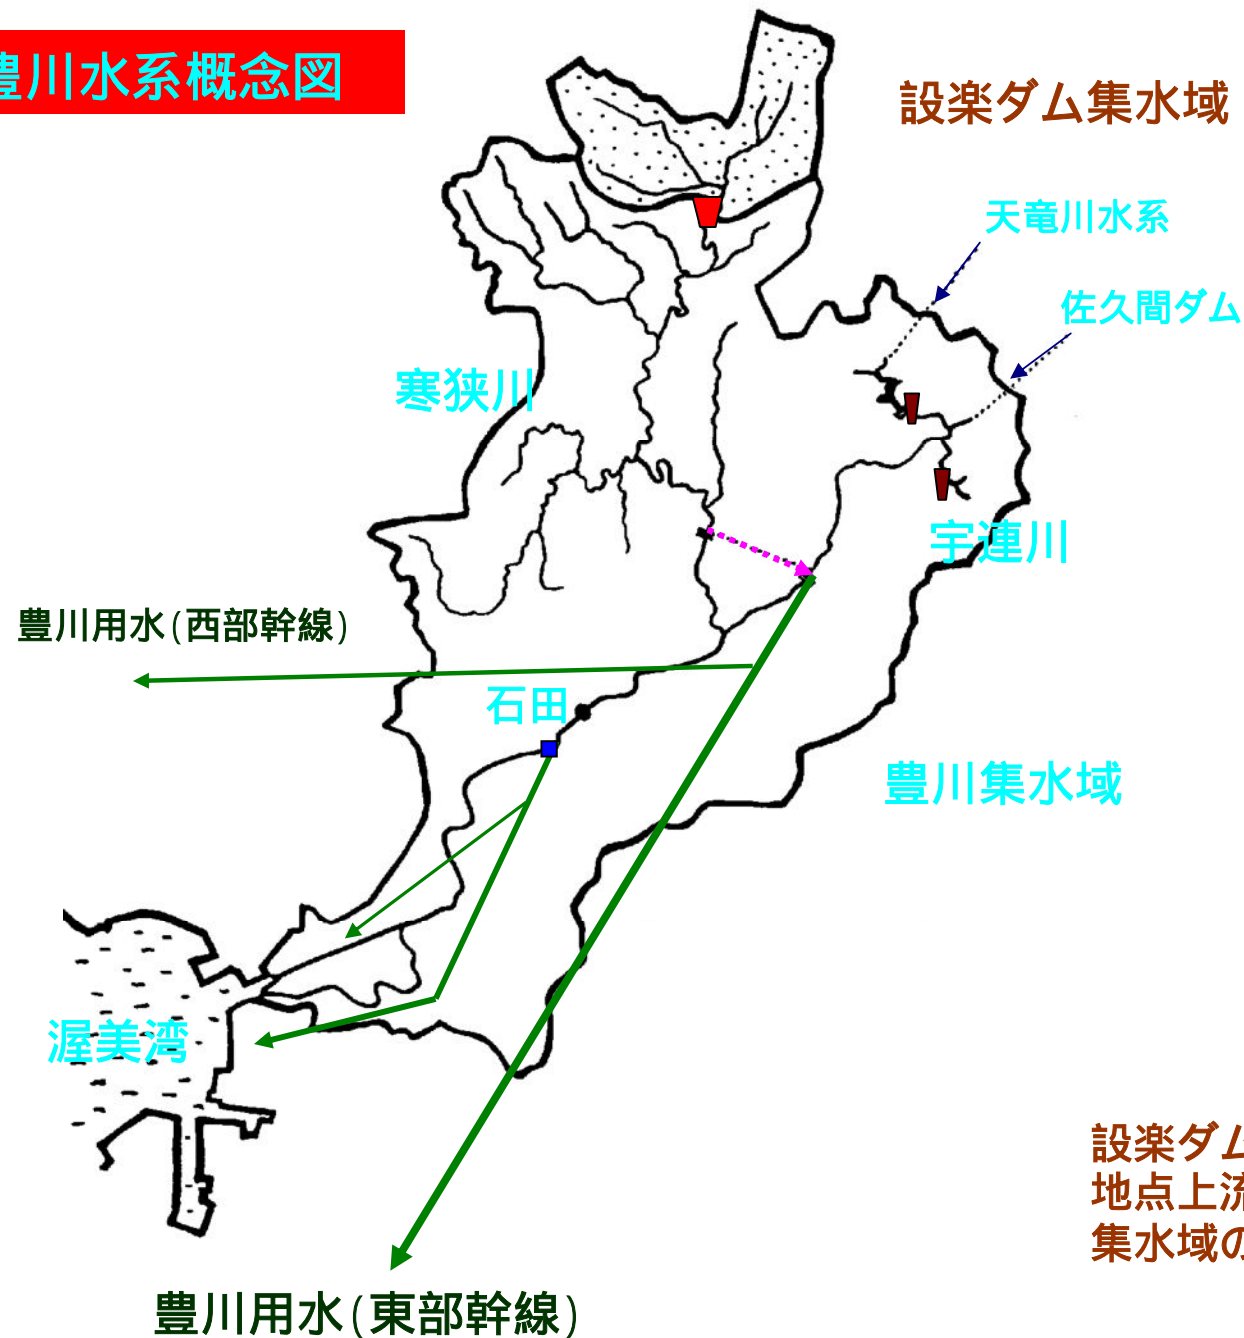 豊川水系概念図
設楽ダム集水域
天竜川水系
佐久間ダム
寒狭川
宇連川
豊川用水(西部幹線)
石田
豊川集水域
渥美湾
設楽ダム
地点上流
集水域の
豊川用水(東部幹線)